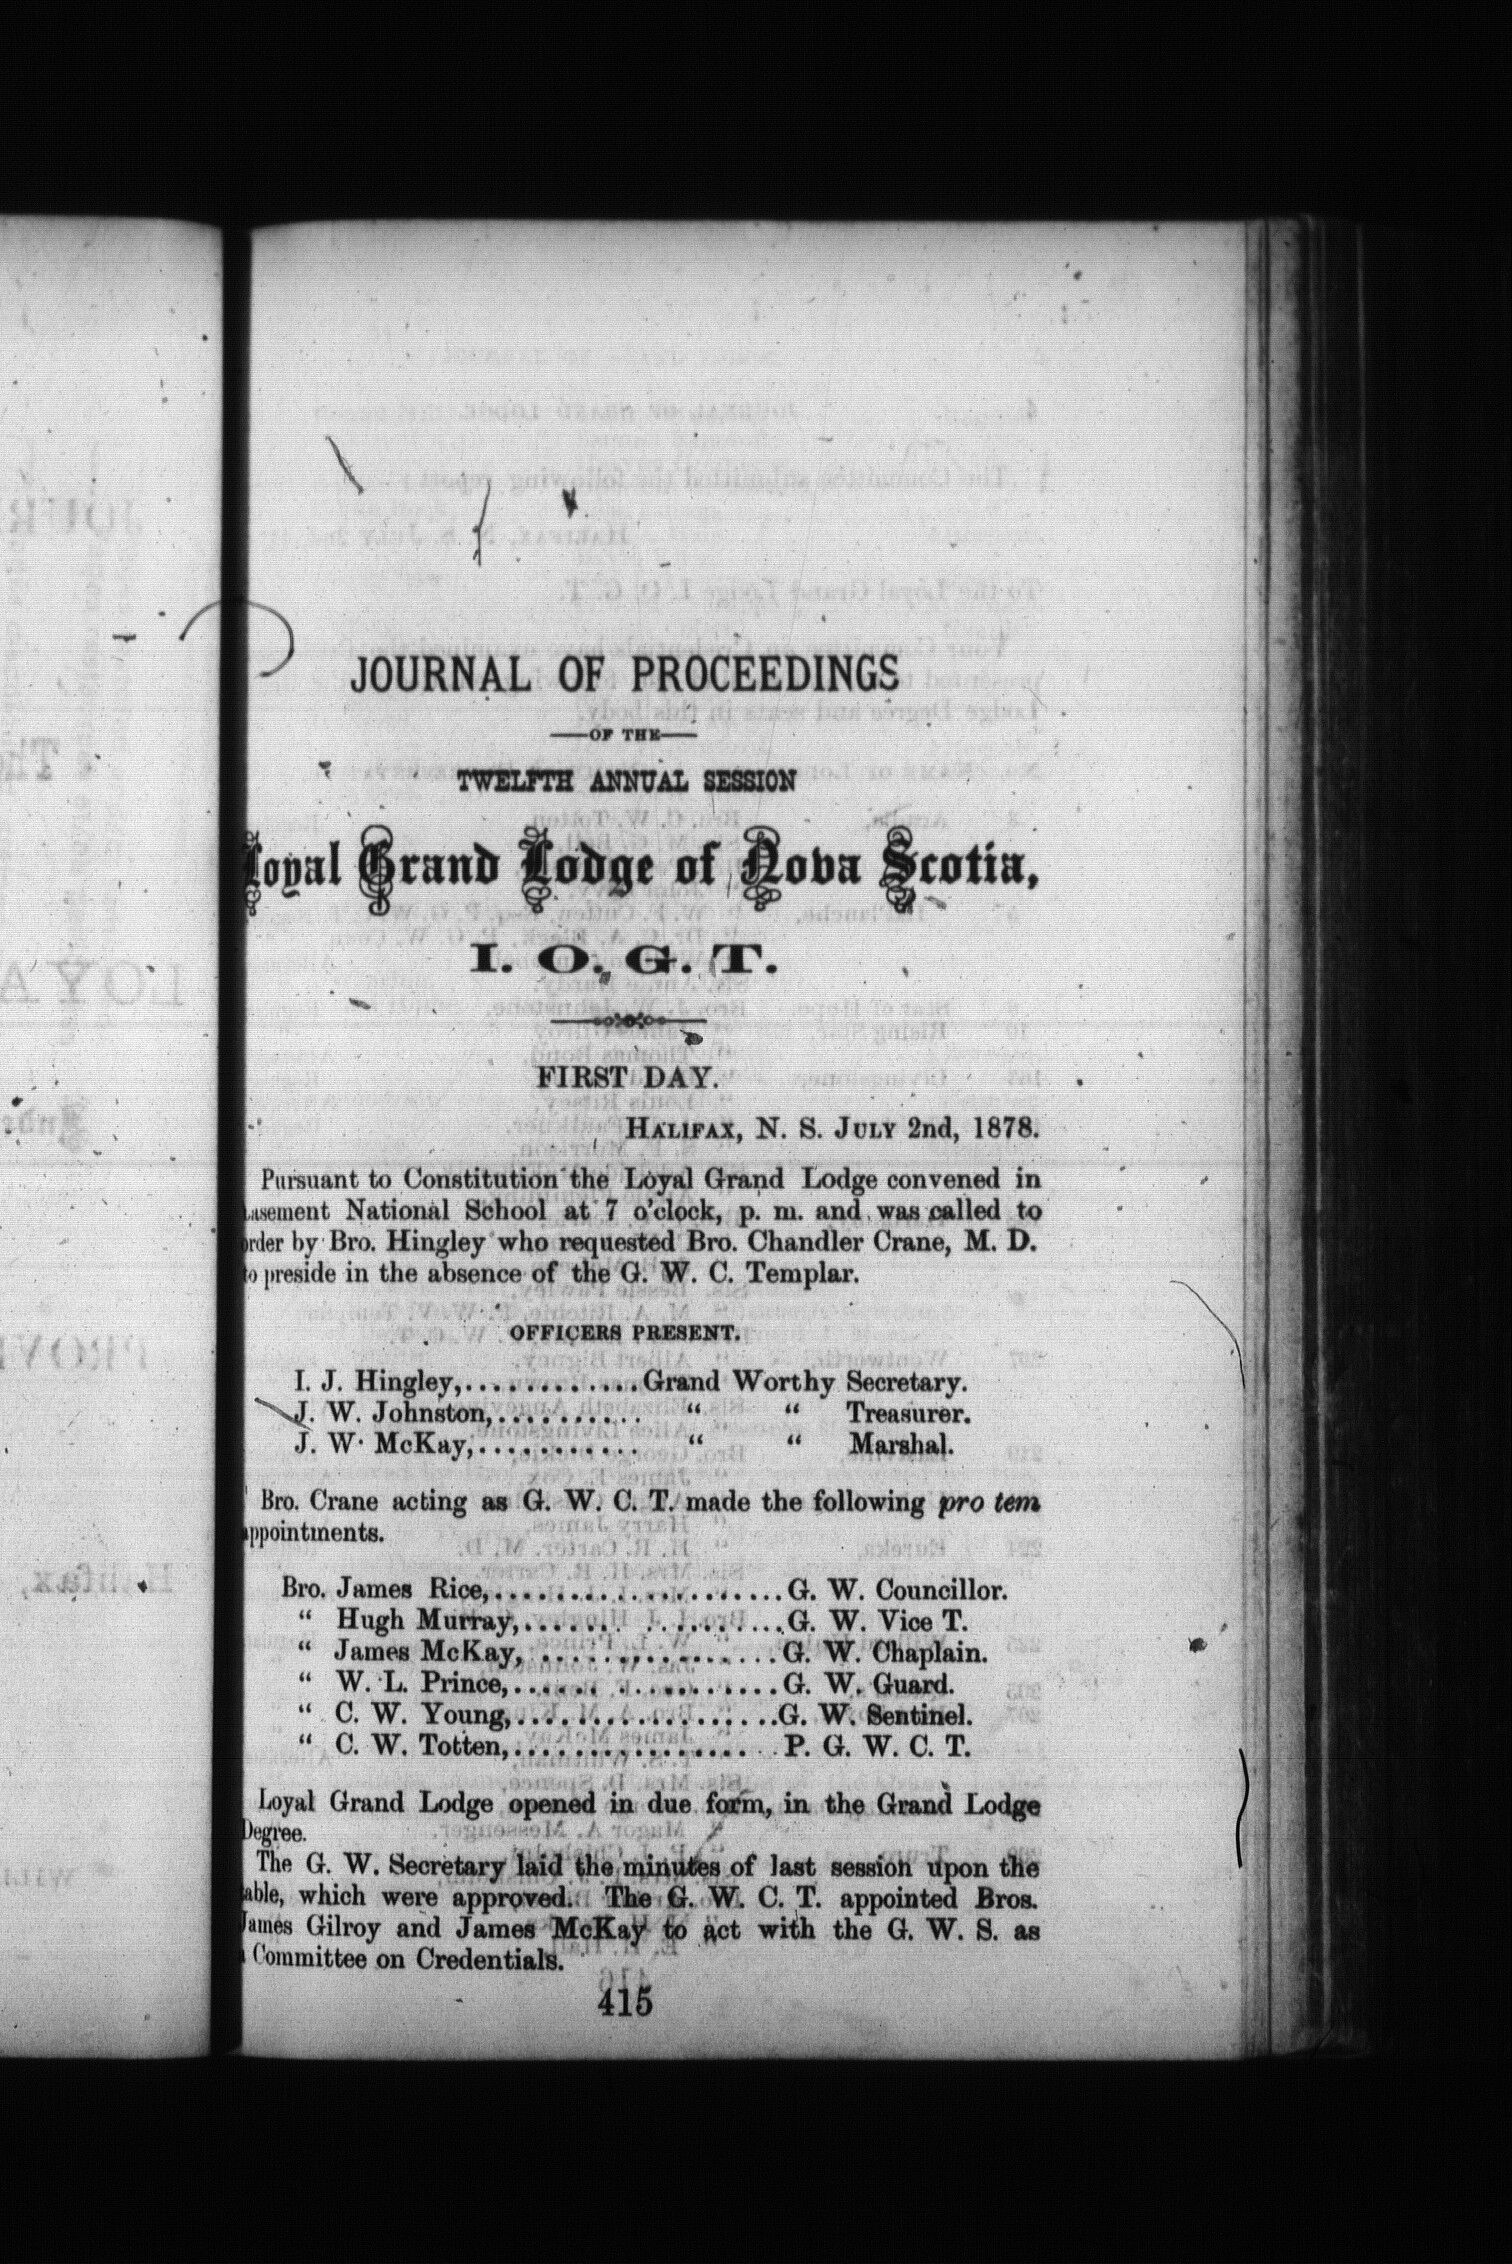 JOURNAL OF PROCEEDINGS
—OF THE—
TWELFTH ANNUAL SESSION
Loyal Grand Lodge of Nova Scotia,
I. O. G. T.
FIRST DAY.
HALIFAX, N. S. JULY 2nd, 1878.
Pursuant to Constitution the Loyal Grand Lodge convened in
basement National School at 7 o'clock, p. m. and was called to
order by Bro. Hingley who requested Bro. Chandler Crane, M. D.
to preside in the absence of the G. W. C. Templar.
OFFICERS PRESENT.
I. J. Hingley,............Grand Worthy Secretary.
J. W. Johnston,.......... “ “ Treasurer.
J. W. McKay,........... “ “ Marshal.
Bro. Crane acting as G. W. C. T. made the following pro tem
appointments.
Bro. James Rice,...................G. W. Councillor.
“ Hugh Murray,...... .........G. W. Vice T.
“ James McKay, ................G. W. Chaplain.
“ W. L. Prince,..................G. W. Guard.
“ C. W. Young,..................G. W. Sentinel.
“ C. W. Totten,................ P. G. W. C. T.
Loyal Grand Lodge opened in due form, in the Grand Lodge
Degree.
The G. W. Secretary laid the minutes of last session upon the
table, which were approved. The G. W. C. T. appointed Bros.
James Gilroy and James McKay to act with the G. W. S. as
a Committee on Credentials.
415